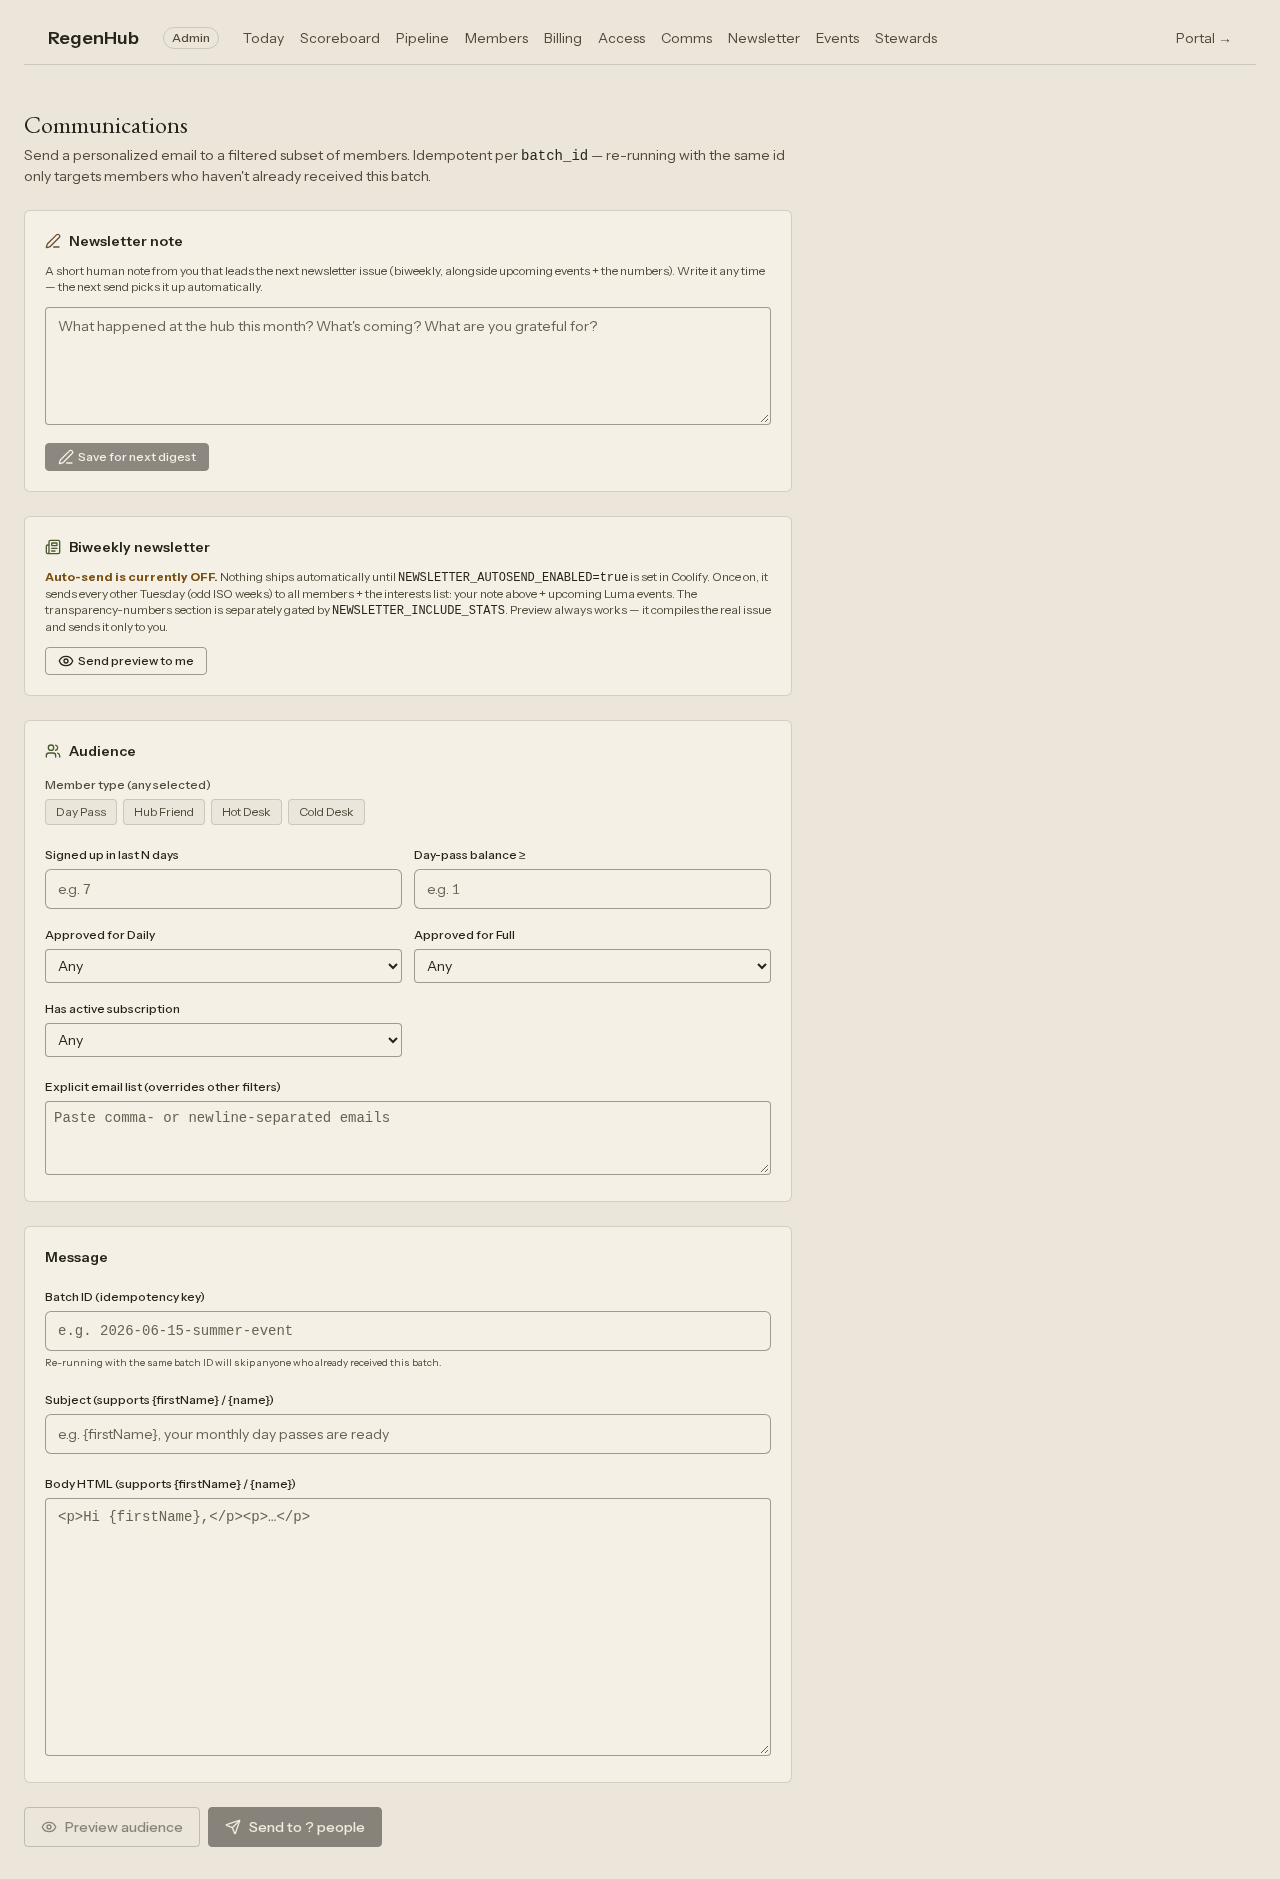 RegenHub Admin Today Scoreboard Pipeline Members Billing Access Comms Newsletter Events Stewards Portal →
Communications
Send a personalized email to a filtered subset of members. Idempotent per batch_id — re-running with the same id
only targets members who haven't already received this batch.
Newsletter note
A short human note from you that leads the next newsletter issue (biweekly, alongside upcoming events + the numbers). Write it any time
— the next send picks it up automatically.
What happened at the hub this month? What's coming? What are you grateful for?
Save for next digest
Biweekly newsletter
Auto-send is currently OFF. Nothing ships automatically until NEWSLETTER_AUTOSEND_ENABLED=true is set in Coolify. Once on, it
sends every other Tuesday (odd ISO weeks) to all members + the interests list: your note above + upcoming Luma events. The
transparency-numbers section is separately gated by NEWSLETTER_INCLUDE_STATS. Preview always works — it compiles the real issue
and sends it only to you.
Send preview to me
Audience
Member type (any selected)
Day Pass Hub Friend Hot Desk Cold Desk
Signed up in last N days Day-pass balance ≥
e.g. 7 e.g. 1
Approved for Daily Approved for Full
Any Any
Has active subscription
Any
Explicit email list (overrides other filters)
Paste comma- or newline-separated emails
Message
Batch ID (idempotency key)
e.g. 2026-06-15-summer-event
Re-running with the same batch ID will skip anyone who already received this batch.
Subject (supports {firstName} / {name})
e.g. {firstName}, your monthly day passes are ready
Body HTML (supports {firstName} / {name})
<p>Hi {firstName},</p><p>…</p>
Preview audience Send to ? people